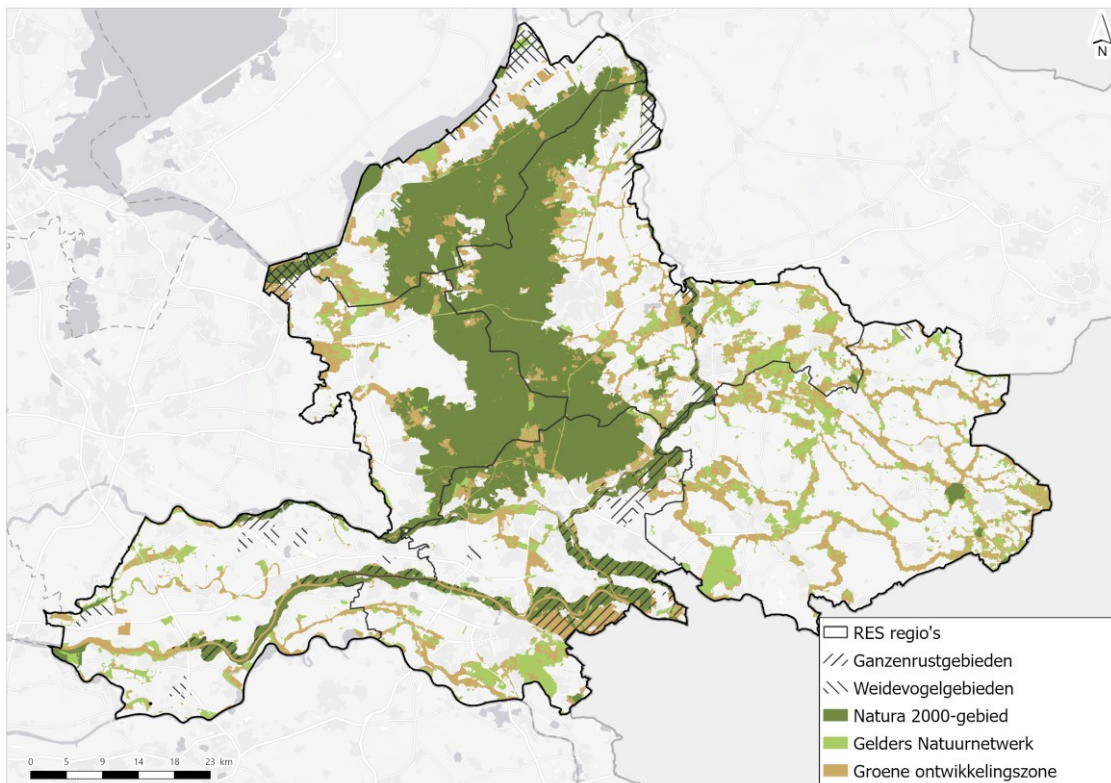 N
RES regio's
Ganzenrustgebieden
Weidevogelgebieden
Natura 2000-gebied
Gelders Natuurnetwerk
Groene ontwikkelingszone
0 5 9 14 18 23 km